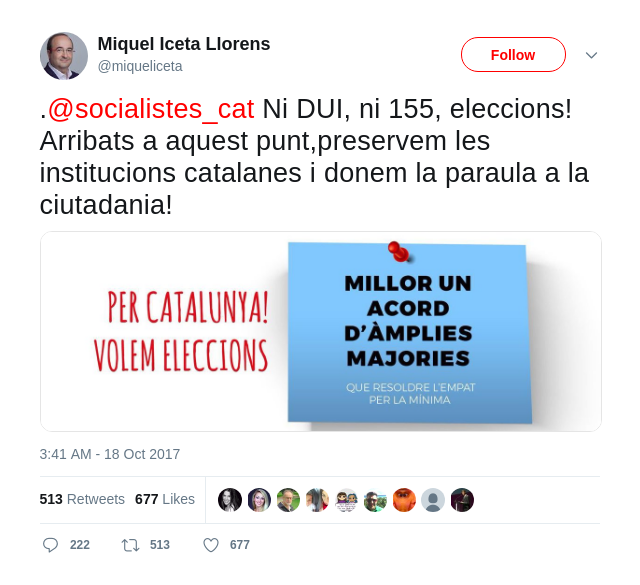 Miquel Iceta Llorens
@miqueliceta
Follow
.@socialistes_cat Ni DUI, ni 155, eleccions!
Arribats a aquest punt,preservem les
institucions catalanes i donem la paraula a la
ciutadania!
PER CATALUNYA!
VOLEM ELECCIONS
MILLOR UN
ACORD
D'ÀMPLIES
MAJORIES
QUE RESOLDRE L'EMPAT
PER LA MÍNIMA
3:41 AM - 18 Oct 2017
513 Retweets 677 Likes
222 513 677